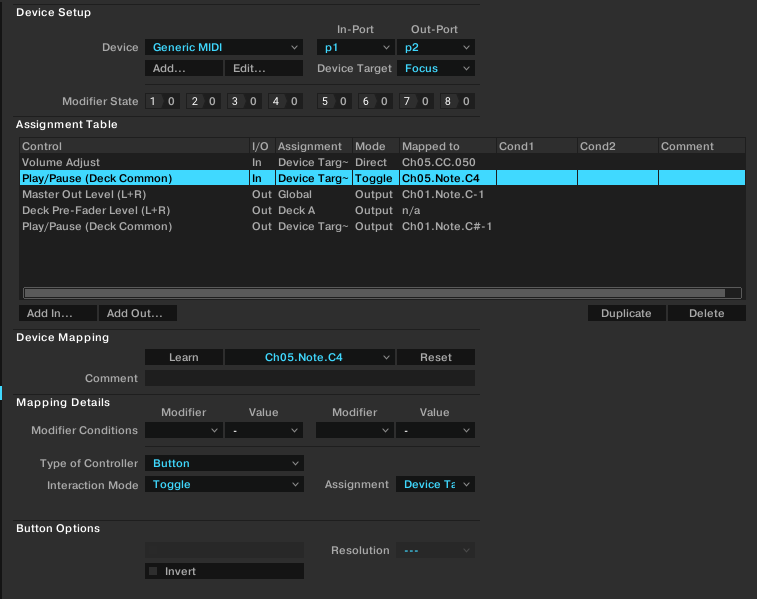 Device Setup
In-Port Out-Port
Device Generic MIDI p1 p2
Add... Edit... Device Target Focus
Modifier State 1 0 2 0 3 0 4 0 5 0 6 0 7 0 8 0
Assignment Table
Control I/O Assignment Mode Mapped to Cond1 Cond2 Comment
Volume Adjust In Device Targ~ Direct Ch05.CC.050
Play/Pause (Deck Common) In Device Targ~ Toggle Ch05.Note.C4
Master Out Level (L+R) Out Global Output Ch01.Note.C-1
Deck Pre-Fader Level (L+R) Out Deck A Output n/a
Play/Pause (Deck Common) Out Device Targ~ Output Ch01.Note.C#-1
Add In... Add Out... Duplicate Delete
Device Mapping
Learn Ch05.Note.C4 Reset
Comment
Mapping Details
Modifier Value Modifier Value
Modifier Conditions - -
Type of Controller Button
Interaction Mode Toggle Assignment Device Ta
Button Options
Resolution ---
Invert